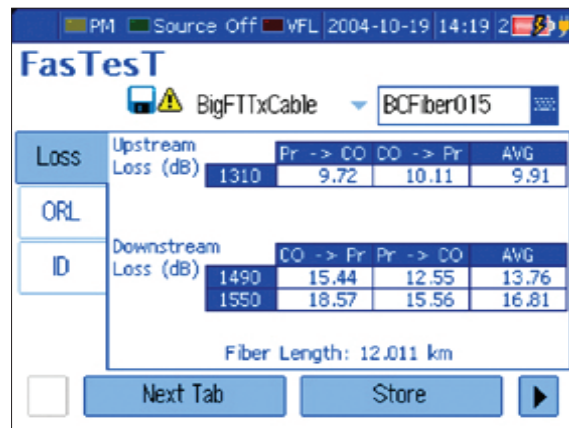 PM Source Off VFL 2004-10-19 14:19 2
FasTesT
BigFTTxCable BCFiber015
Loss
ORL
ID
Upstream
Loss (dB)
Pr -> CO CO -> Pr AVG
1310 9.72 10.11 9.91
Downstream
Loss (dB)
CO -> Pr Pr -> CO AVG
1490 15.44 12.55 13.76
1550 18.57 15.56 16.81
Fiber Length: 12.011 km
Next Tab Store